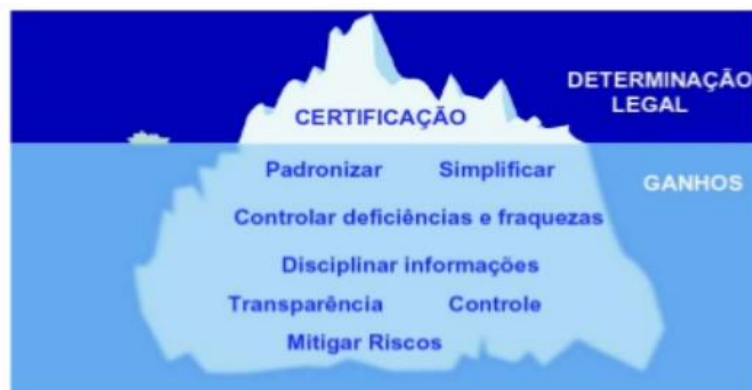 DETERMINAÇÃO
LEGAL
CERTIFICAÇÃO
Padronizar Simplificar
GANHOS
Controlar deficiências e fraquezas
Disciplinar informações
Transparência Controle
Mitigar Riscos